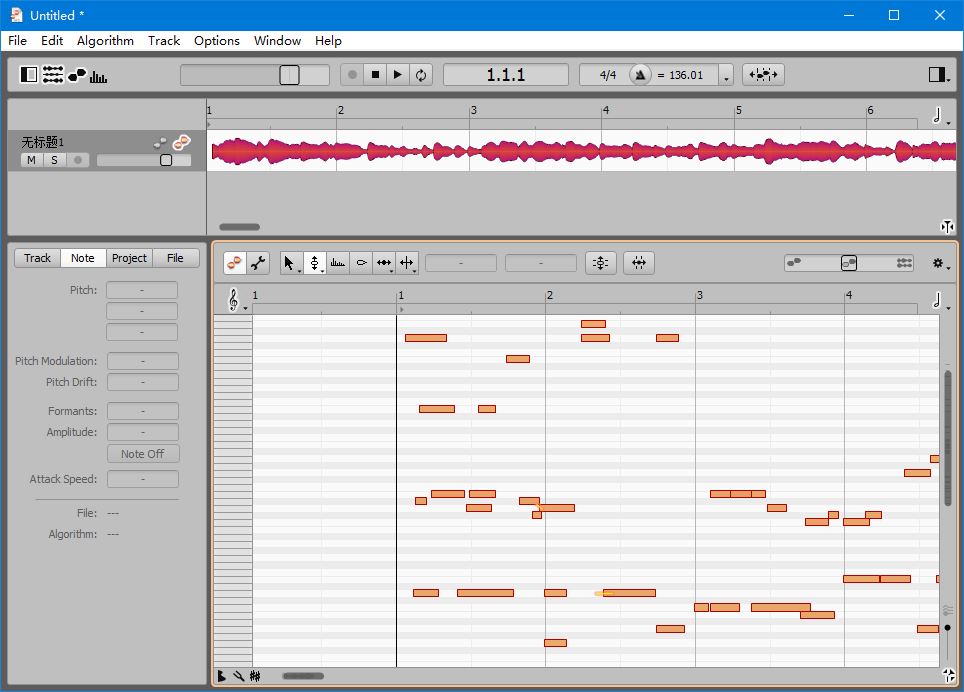 Untitled *
File Edit Algorithm Track Options Window Help
1.1.1 4/4 = 136.01
1 2 3 4 5 6
无标题1
M S
Track Note Project File
- -
1 1 2 3 4
Pitch: -
-
-
Pitch Modulation: -
Pitch Drift: -
Formants: -
Amplitude: -
Note Off
Attack Speed: -
File: ---
Algorithm: ---